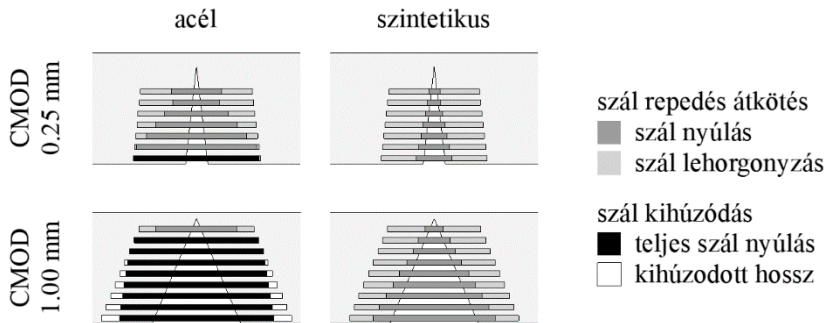 acél
szintetikus
CMOD
0.25 mm
CMOD
1.00 mm
szál repedés átkötés
szál nyúlás
szál lehorgonyzás
szál kihúzódás
teljes szál nyúlás
kihúzodott hossz